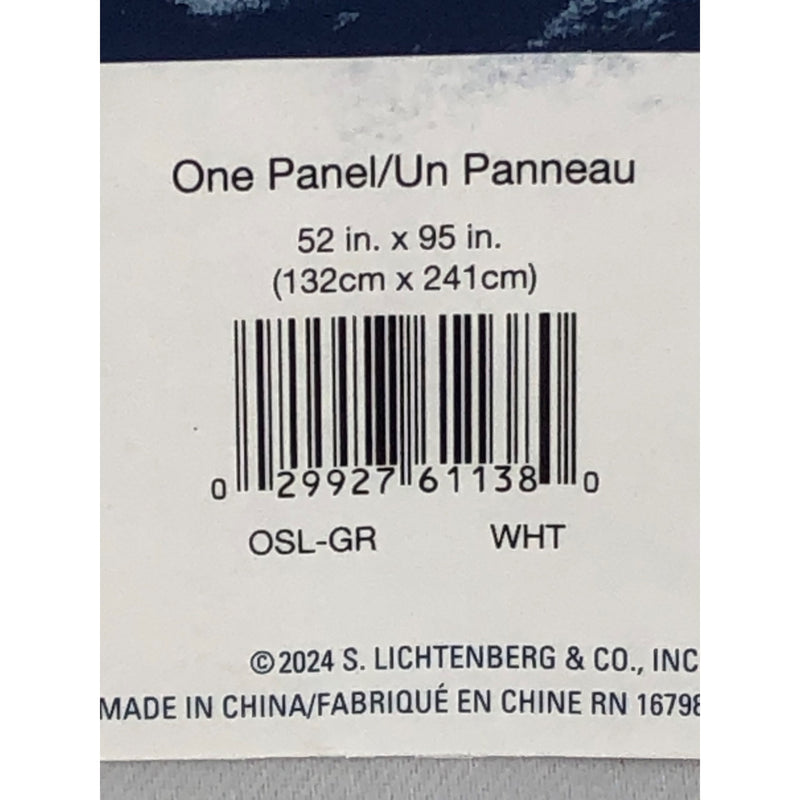 One Panel/Un Panneau
52 in. x 95 in.
(132cm x 241cm)
0 29927 61138 0
OSL-GR WHT
©2024 S. LICHTENBERG & CO., INC
MADE IN CHINA/FABRIQUÉ EN CHINE RN 16798